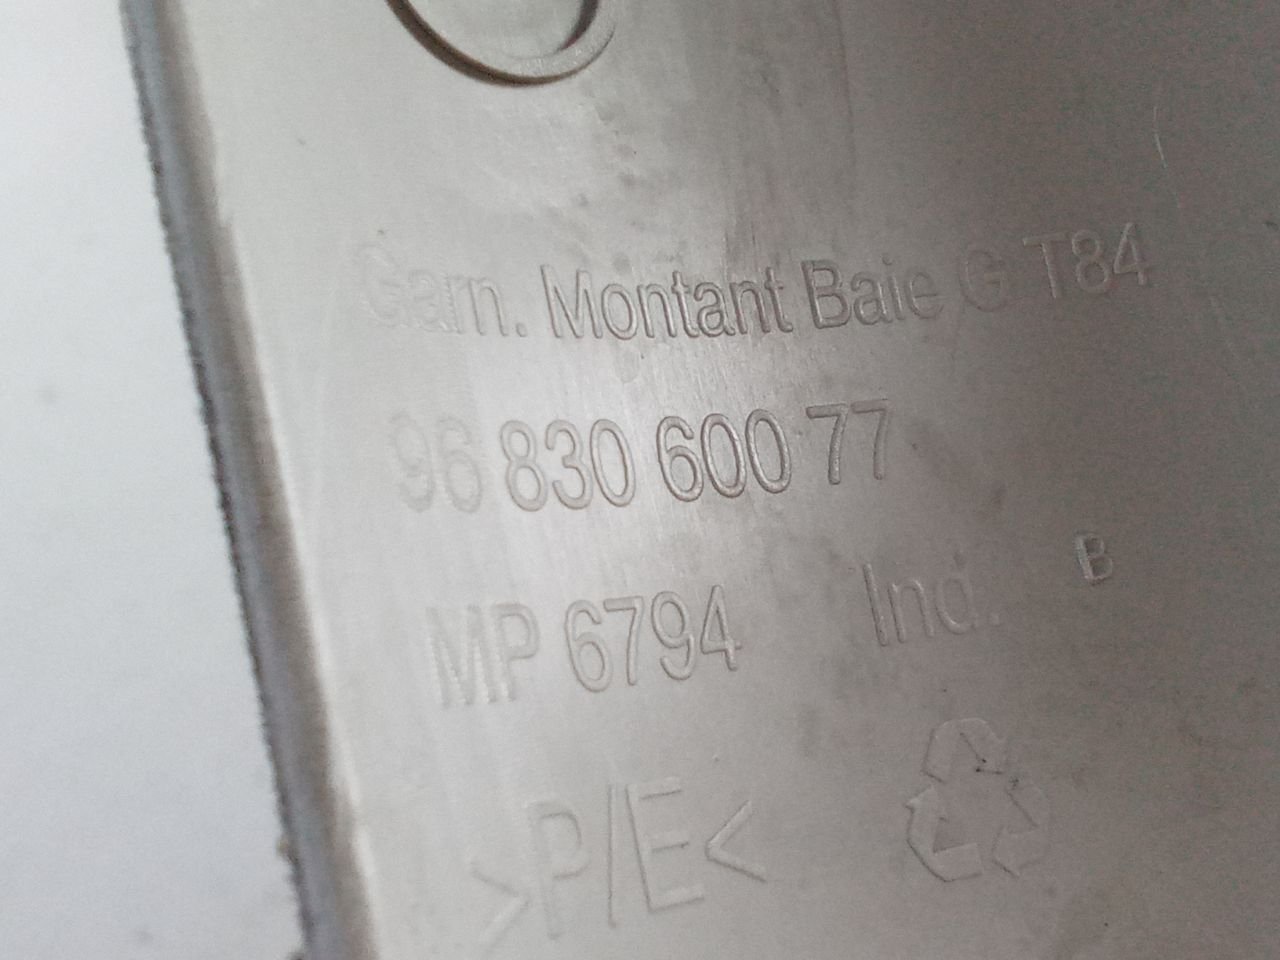 Garn. Montant Baie G T84
96 830 600 77
MP 6794 Ind. B
>P/E<